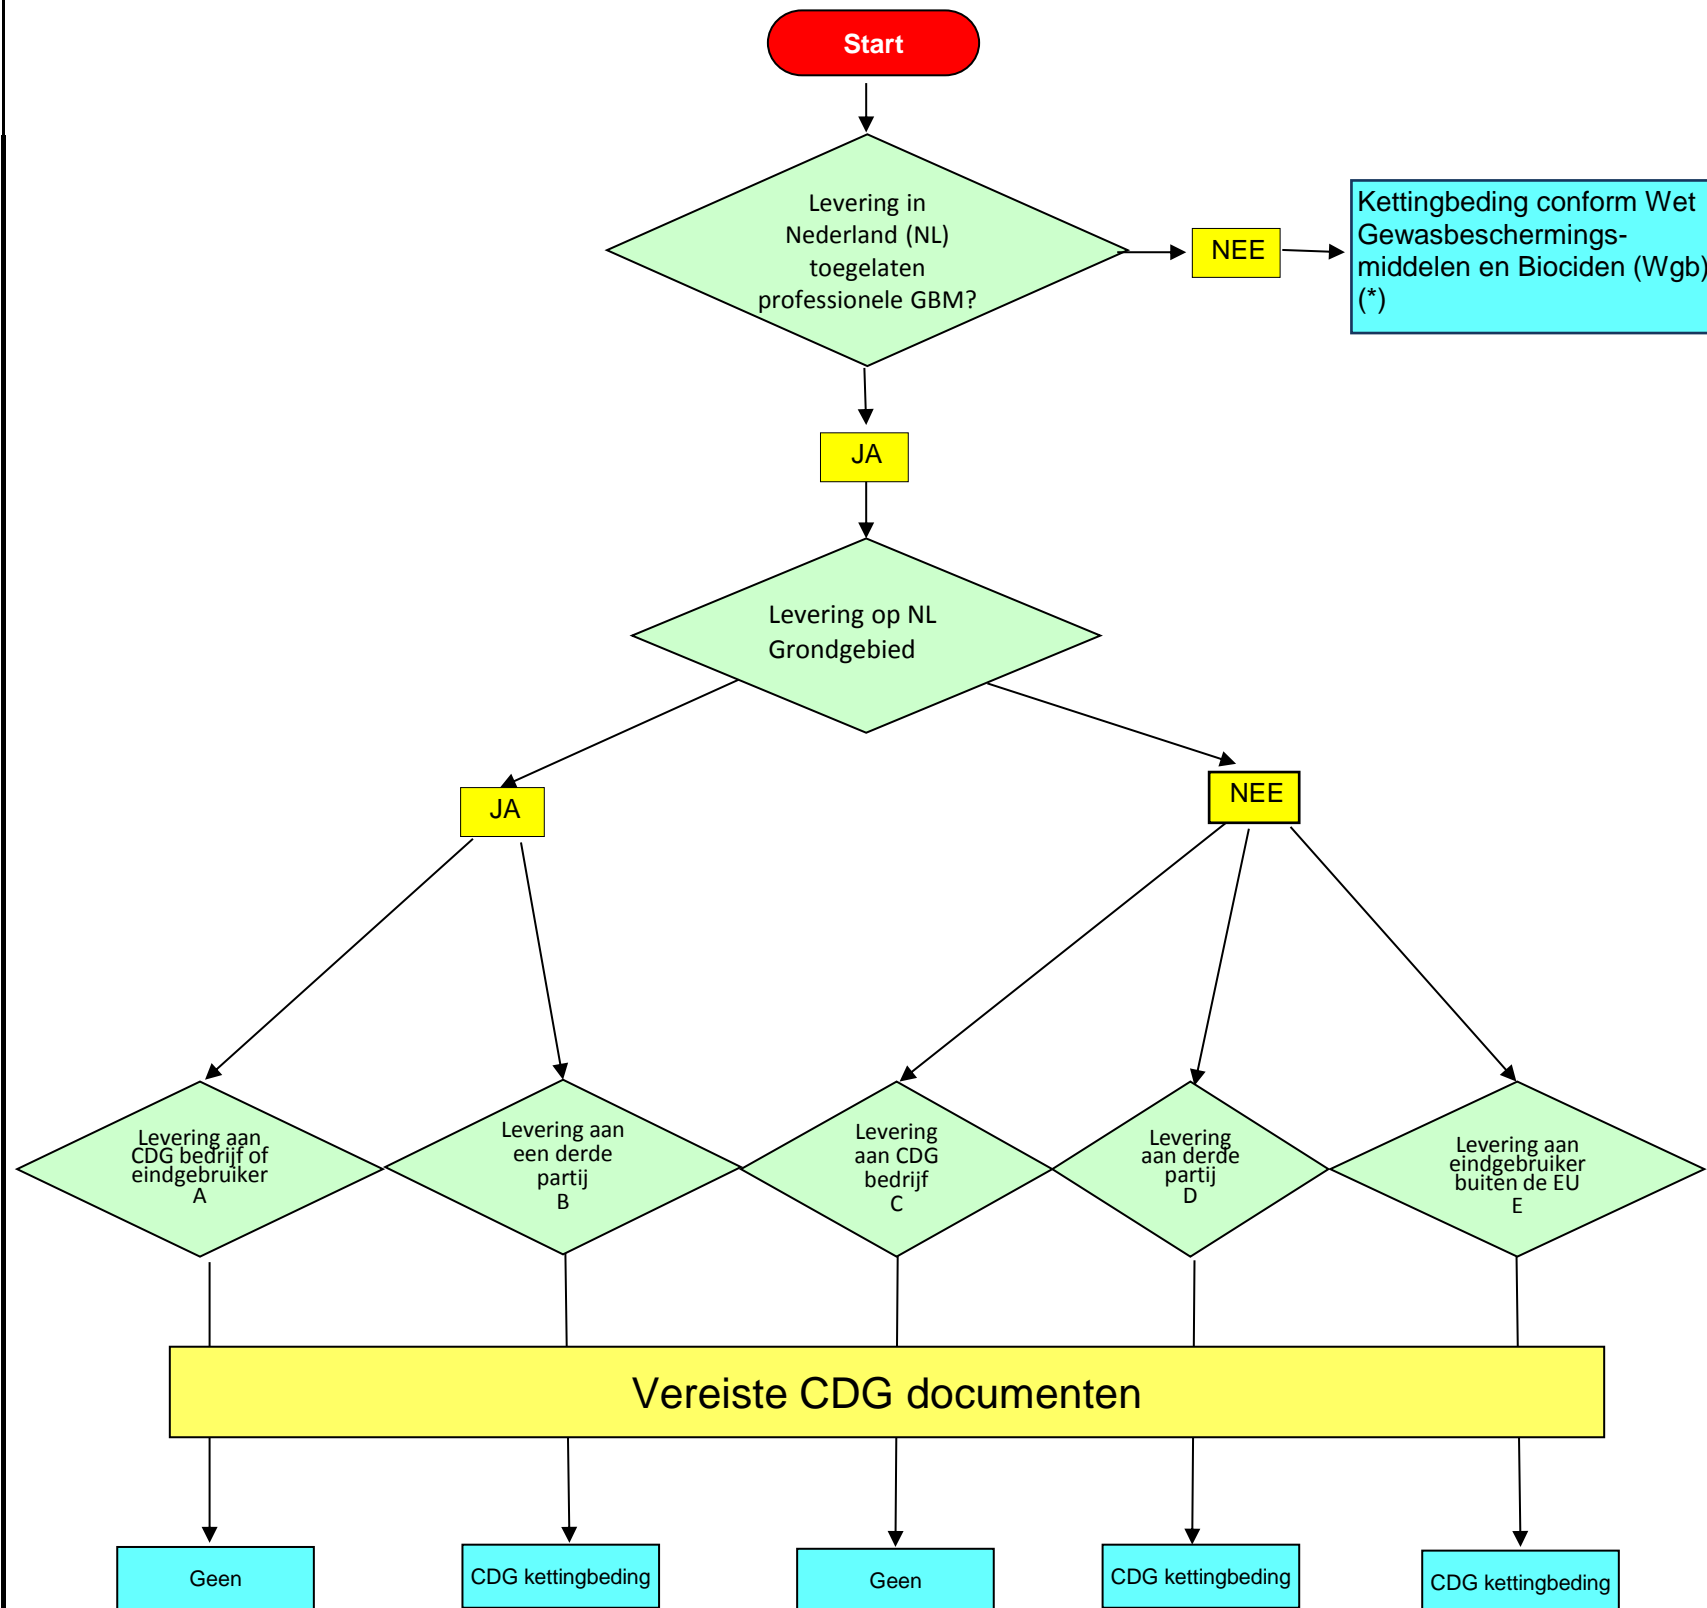 Start
Levering in
Nederland (NL)
toegelaten
professionele GBM?
NEE
Kettingbeding conform Wet
Gewasbeschermings-
middelen en Biociden (Wgb)
(*)
JA
Levering op NL
Grondgebied
JA
NEE
Levering aan
CDG bedrijf of
eindgebruiker
A
Levering aan
een derde
partij
B
Levering
aan CDG
bedrijf
C
Levering
aan derde
partij
D
Levering aan
eindgebruiker
buiten de EU
E
Vereiste CDG documenten
Geen
CDG kettingbeding
Geen
CDG kettingbeding
CDG kettingbeding